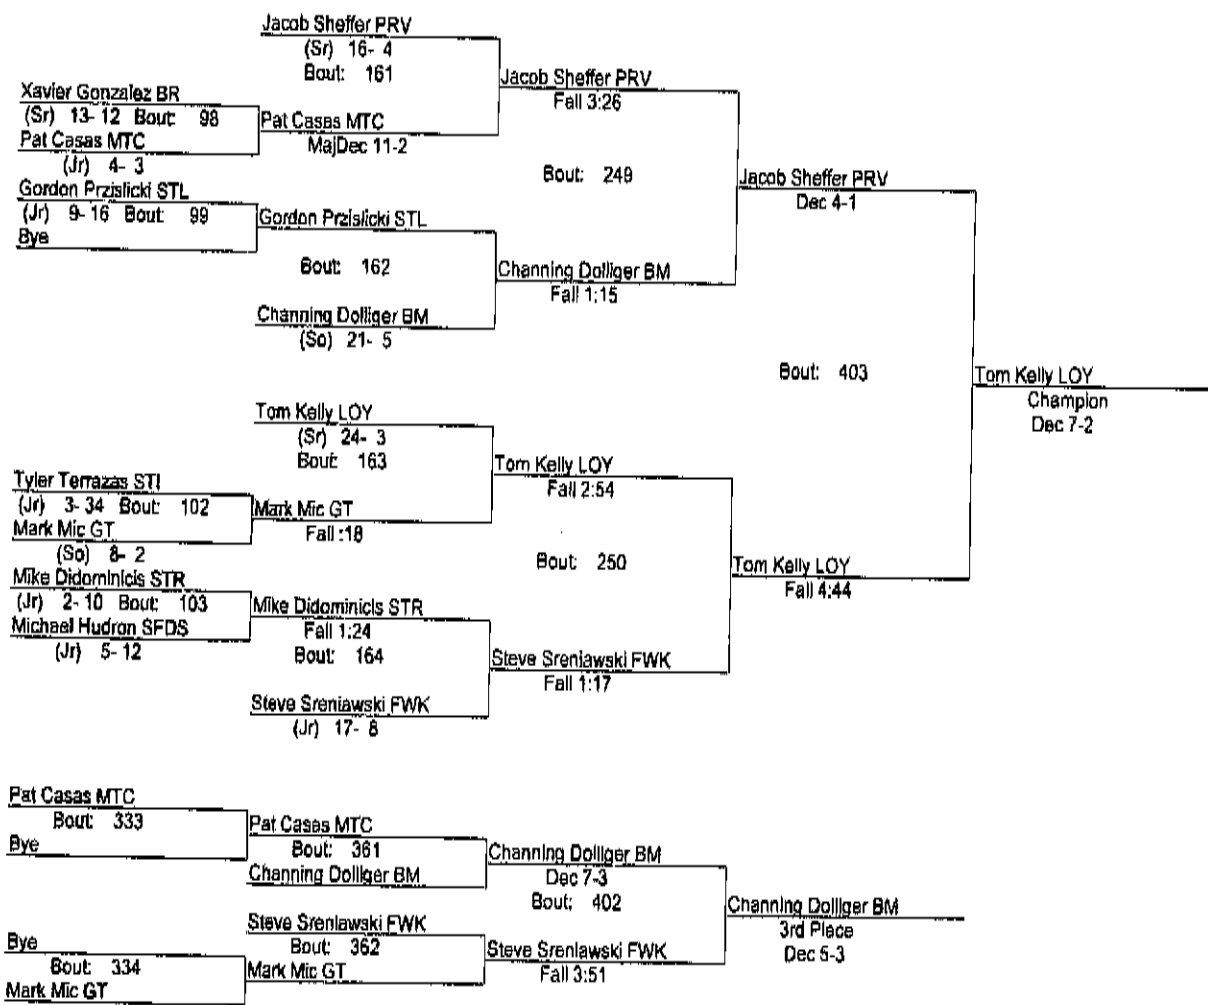 Jacob Sheffer PRV
(Sr) 16- 4
Bout: 161
Jacob Sheffer PRV
Fall 3:26
Xavier Gonzalez BR
(Sr) 13- 12 Bout: 98
Pat Casas MTC
MajDec 11-2
Pat Casas MTC
(Jr) 4- 3
Bout: 249
Jacob Sheffer PRV
Dec 4-1
Gordon Przislicki STL
(Jr) 9- 16 Bout: 99
Gordon Przislicki STL
Bye
Bout: 162
Channing Dolliger BM
Fall 1:15
Channing Dolliger BM
(So) 21- 5
Bout: 403
Tom Kelly LOY
Champion
Dec 7-2
Tom Kelly LOY
(Sr) 24- 3
Bout: 163
Tom Kelly LOY
Fall 2:54
Tyler Terrazas STI
(Jr) 3- 34 Bout: 102
Mark Mic GT
Fall :18
Mark Mic GT
(So) 8- 2
Bout: 250
Tom Kelly LOY
Fall 4:44
Mike Didominicis STR
(Jr) 2- 10 Bout: 103
Mike Didominicis STR
Fall 1:24
Michael Hudron SFDS
(Jr) 5- 12
Bout: 164
Steve Sreniawski FWK
Fall 1:17
Steve Sreniawski FWK
(Jr) 17- 8
Pat Casas MTC
Bout: 333
Bye
Pat Casas MTC
Bout: 361
Channing Dolliger BM
Channing Dolliger BM
Dec 7-3
Bout: 402
Channing Dolliger BM
3rd Place
Dec 5-3
Steve Sreniawski FWK
Bout: 362
Mark Mic GT
Steve Sreniawski FWK
Fall 3:51
Bye
Bout: 334
Mark Mic GT